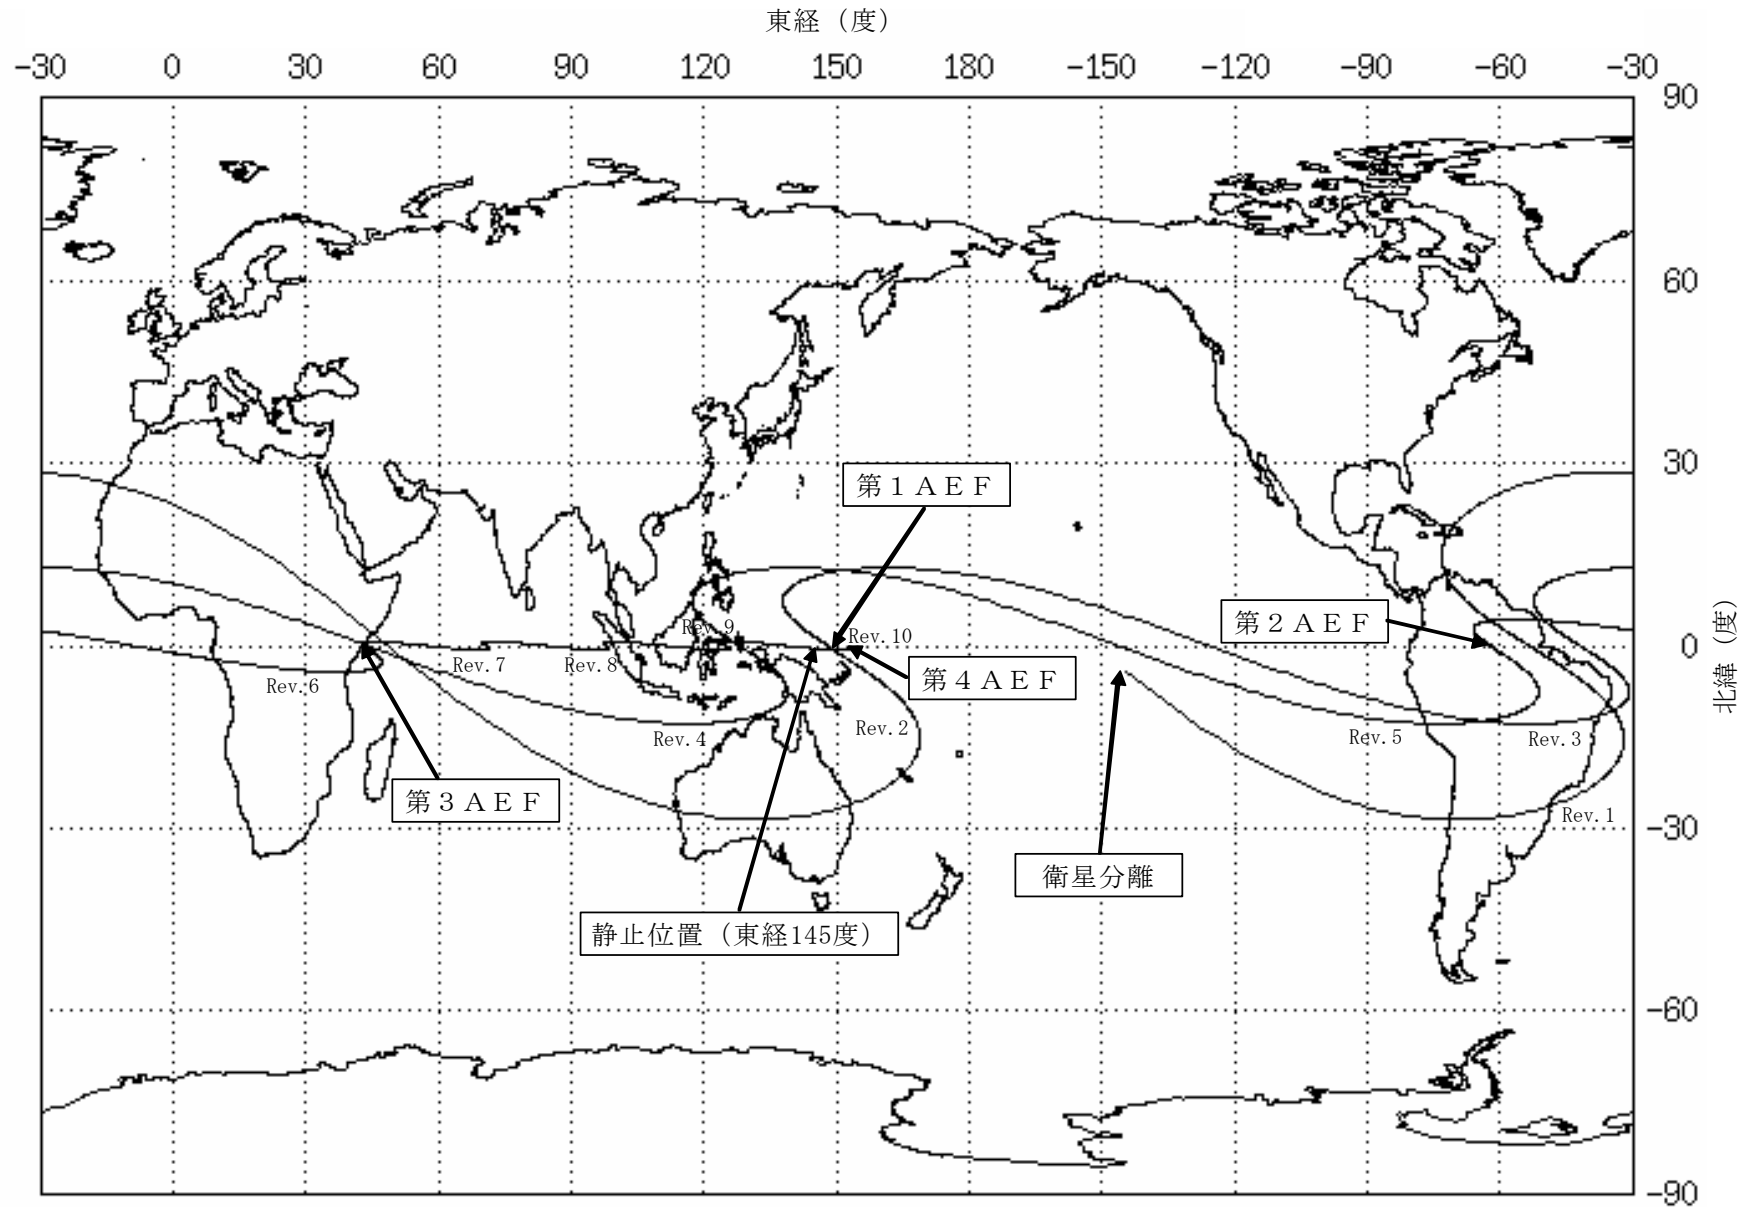 東経（度）
-30 0 30 60 90 120 150 180 -150 -120 -90 -60 -30
90
60
30
第１ＡＥＦ
第２ＡＥＦ
北緯（度）
0
Rev.9
Rev.10
Rev.7
Rev.8
第４ＡＥＦ
Rev.6
Rev.2
Rev.4
Rev.5
Rev.3
第３ＡＥＦ
Rev.1
-30
衛星分離
静止位置（東経145度）
-60
-90